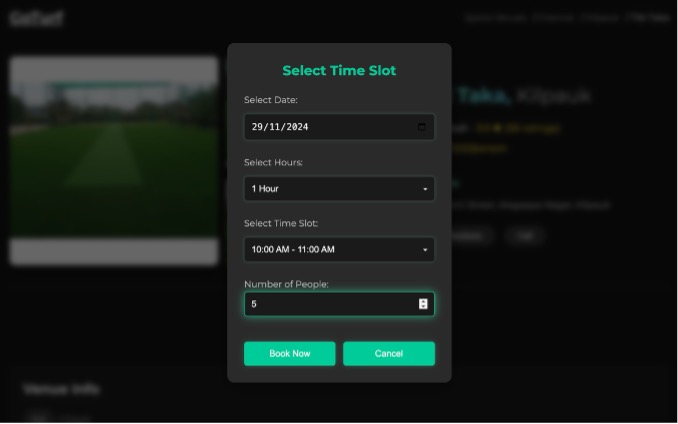 GoTurf
Taka, Kilpauk
Select Time Slot
Select Date:
29/11/2024
Select Hours:
1 Hour
Select Time Slot:
10:00 AM - 11:00 AM
Number of People:
5
Book Now
Cancel
Venue Info